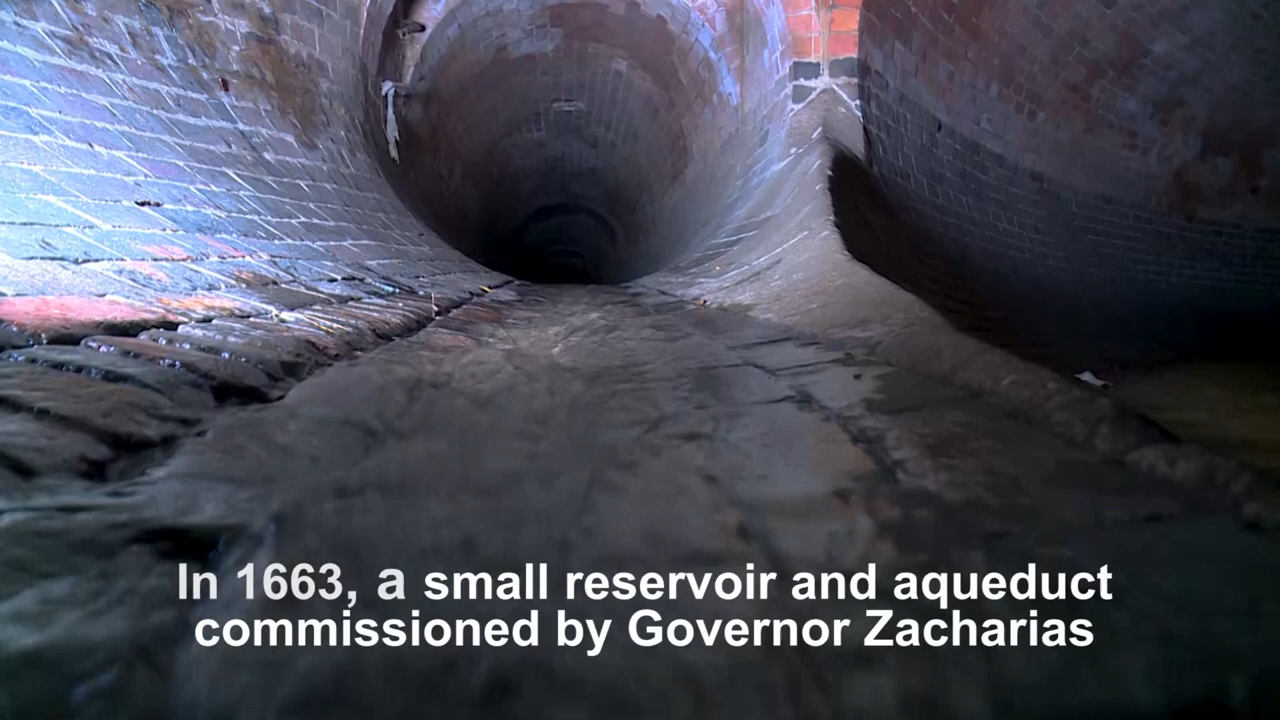 In 1663, a small reservoir and aqueduct
commissioned by Governor Zacharias